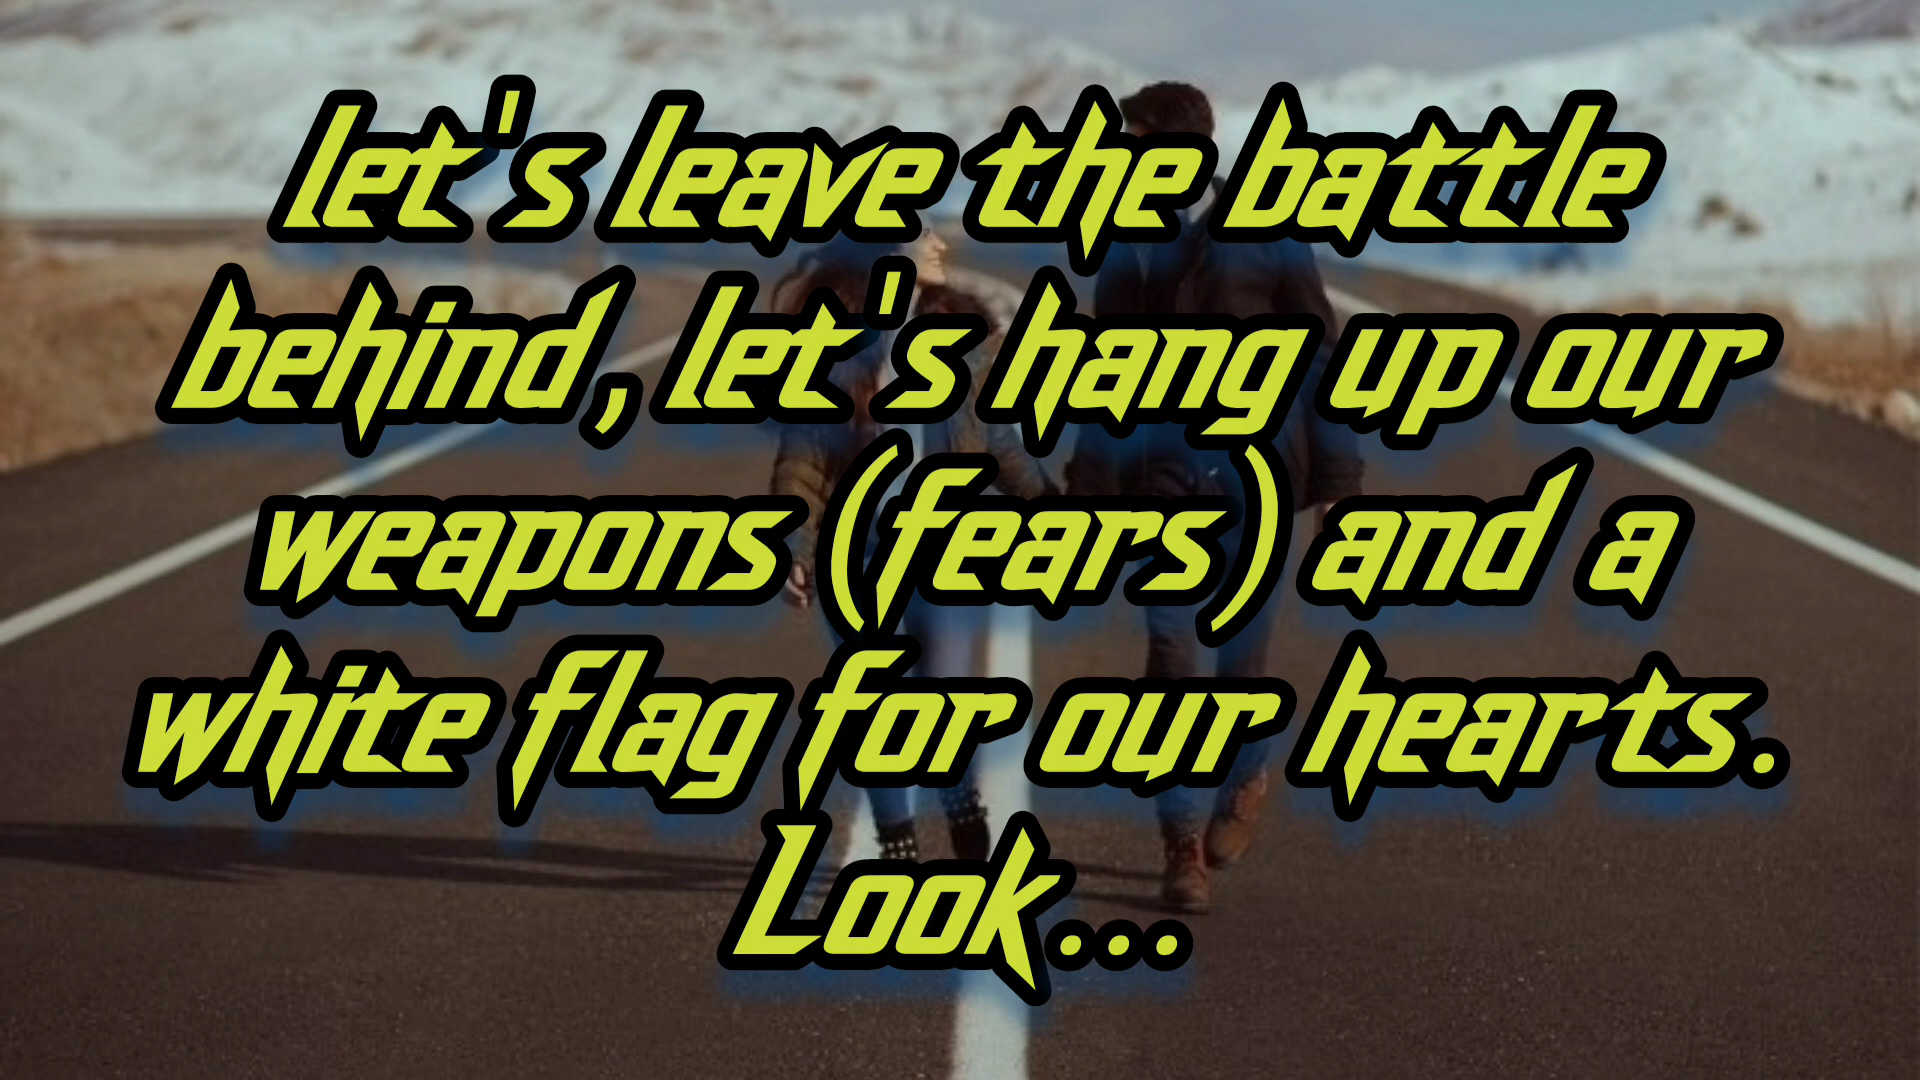 let's leave the battle
behind, let's hang up our
weapons (fears) and a
white flag for our hearts.
Look...